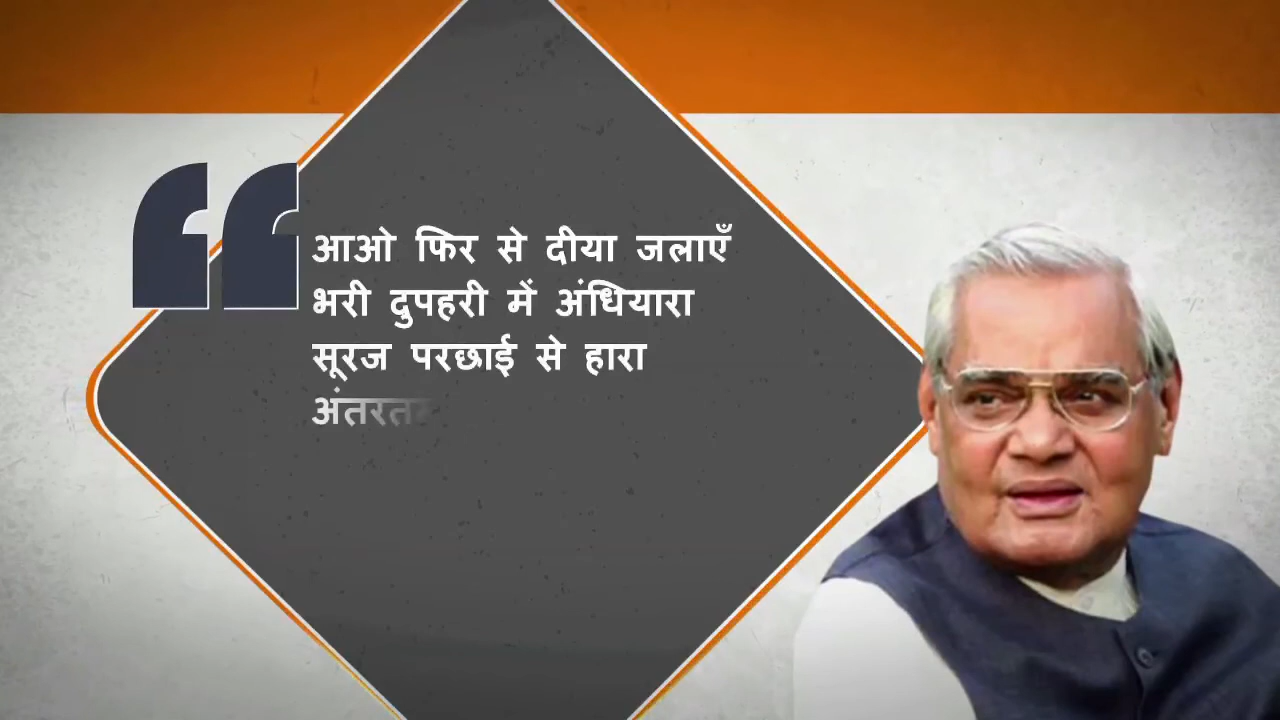 आओ फिर से दीया जलाएँ
भरी दुपहरी में अंधियारा
सूरज परछाई से हारा